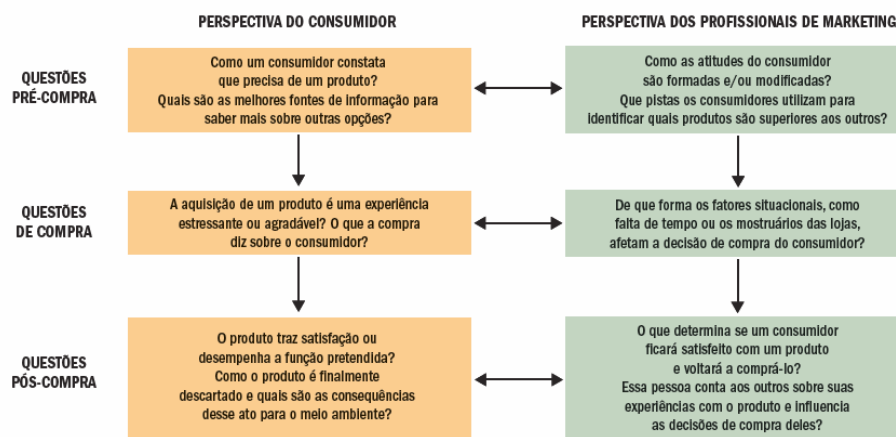 PERSPECTIVA DO CONSUMIDOR
PERSPECTIVA DOS PROFISSIONAIS DE MARKETING
QUESTÕES
PRÉ-COMPRA
Como um consumidor constata
que precisa de um produto?
Quais são as melhores fontes de informação para
saber mais sobre outras opções?
Como as atitudes do consumidor
são formadas e/ou modificadas?
Que pistas os consumidores utilizam para
identificar quais produtos são superiores aos outros?
QUESTÕES
DE COMPRA
A aquisição de um produto é uma experiência
estressante ou agradável? O que a compra
diz sobre o consumidor?
De que forma os fatores situacionais, como
falta de tempo ou os mostruários das lojas,
afetam a decisão de compra do consumidor?
QUESTÕES
PÓS-COMPRA
O produto traz satisfação ou
desempenha a função pretendida?
Como o produto é finalmente
descartado e quais são as consequências
desse ato para o meio ambiente?
O que determina se um consumidor
ficará satisfeito com um produto
e voltará a comprá-lo?
Essa pessoa conta aos outros sobre suas
experiências com o produto e influencia
as decisões de compra deles?